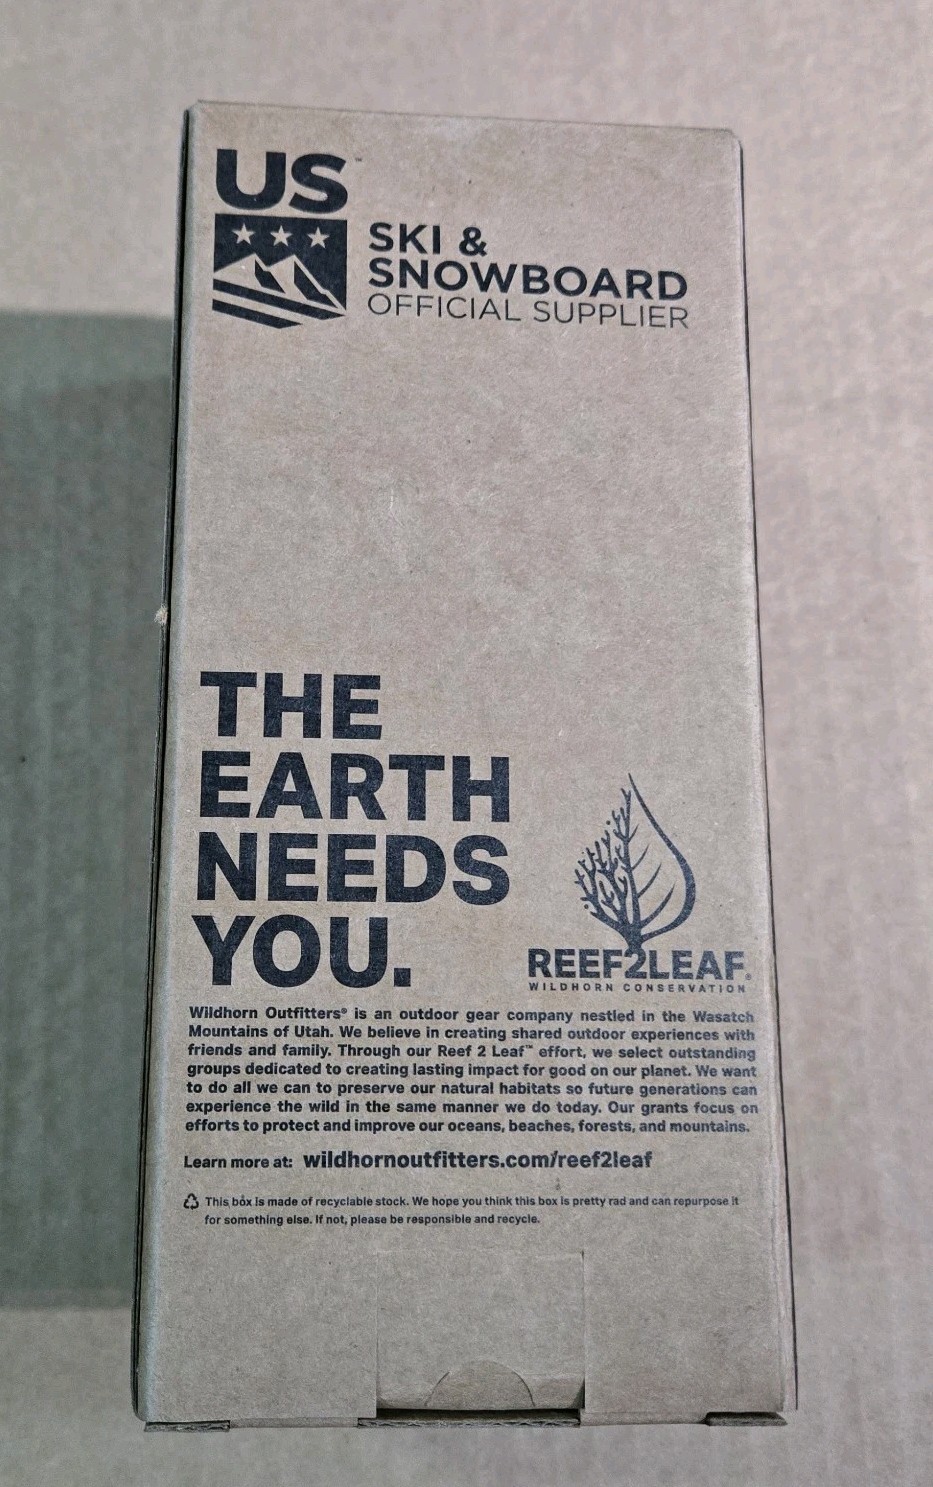 US™
SKI &
SNOWBOARD
OFFICIAL SUPPLIER
THE
EARTH
NEEDS
YOU.
REEF2LEAF®
WILDHORN CONSERVATION
Wildhorn Outfitters® is an outdoor gear company nestled in the Wasatch
Mountains of Utah. We believe in creating shared outdoor experiences with
friends and family. Through our Reef 2 Leaf™ effort, we select outstanding
groups dedicated to creating lasting impact for good on our planet. We want
to do all we can to preserve our natural habitats so future generations can
experience the wild in the same manner we do today. Our grants focus on
efforts to protect and improve our oceans, beaches, forests, and mountains.
Learn more at: wildhornoutfitters.com/reef2leaf
This box is made of recyclable stock. We hope you think this box is pretty rad and can repurpose it
for something else. If not, please be responsible and recycle.